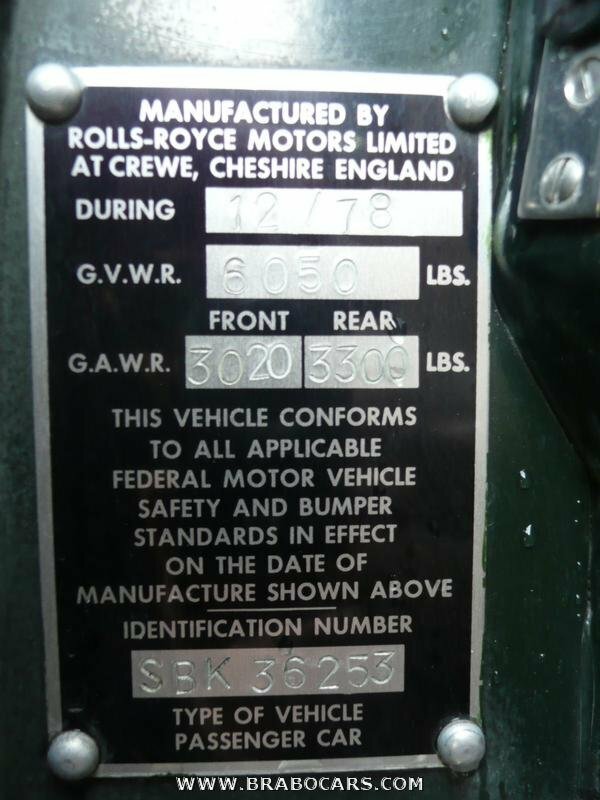 MANUFACTURED BY
ROLLS-ROYCE MOTORS LIMITED
AT CREWE, CHESHIRE ENGLAND
DURING 12/78
G.V.W.R. 6050 LBS.
FRONT REAR
G.A.W.R. 3020 3300 LBS.
THIS VEHICLE CONFORMS
TO ALL APPLICABLE
FEDERAL MOTOR VEHICLE
SAFETY AND BUMPER
STANDARDS IN EFFECT
ON THE DATE OF
MANUFACTURE SHOWN ABOVE
IDENTIFICATION NUMBER
SBK 36253
TYPE OF VEHICLE
PASSENGER CAR
WWW.BRABOCARS.COM